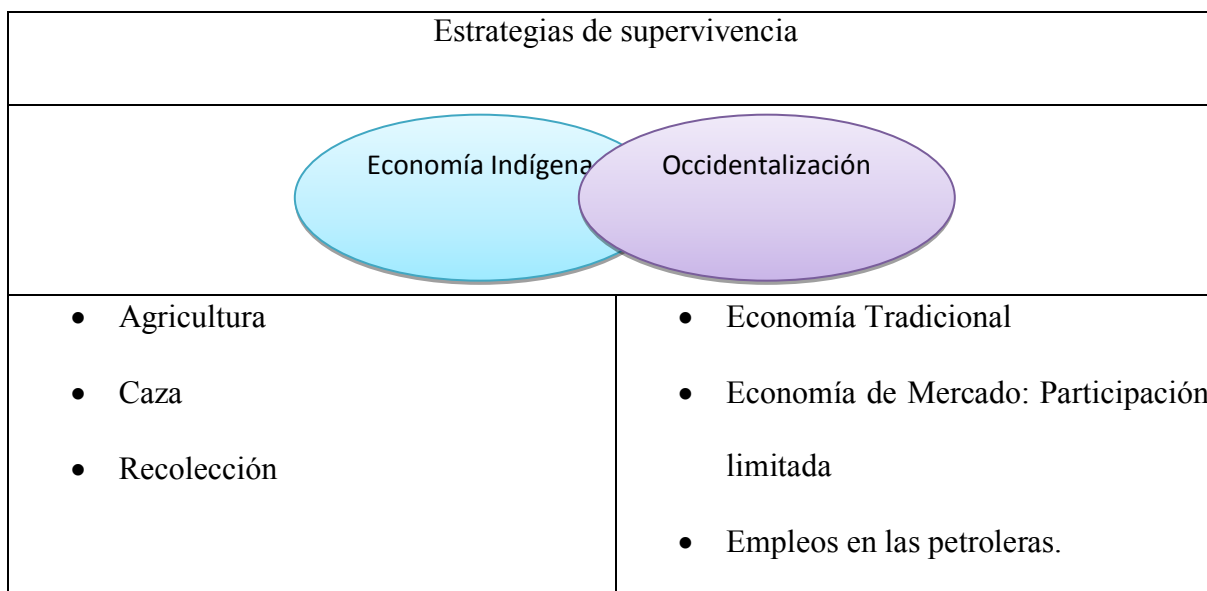 Estrategias de supervivencia
Economía Indígena
Occidentalización
• Agricultura
• Caza
• Recolección
• Economía Tradicional
• Economía de Mercado: Participación
limitada
• Empleos en las petroleras.